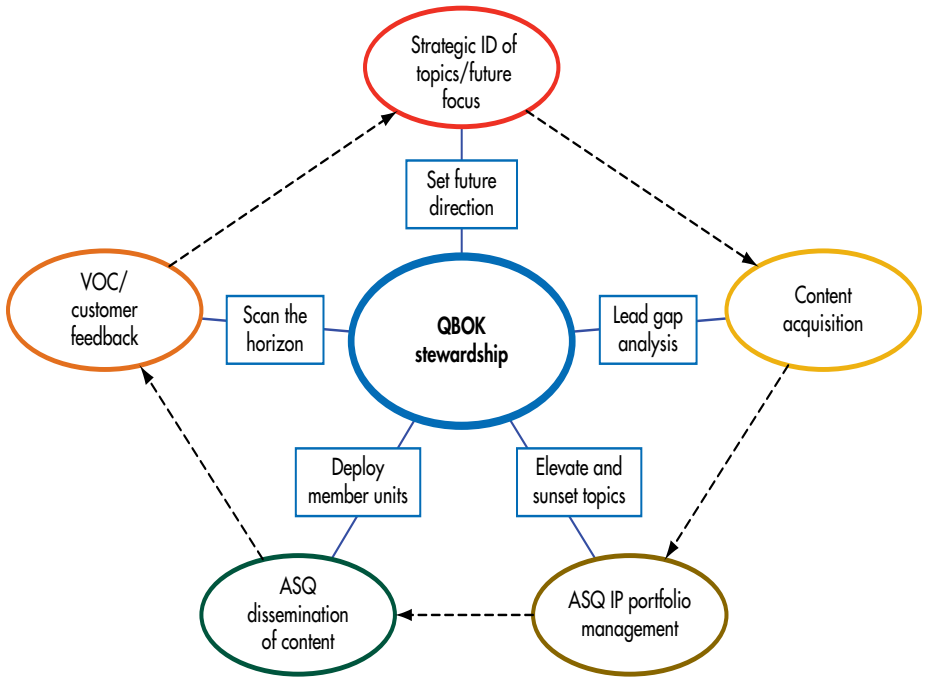 Strategic ID of
topics/future
focus
Set future
direction
VOC/
customer
feedback
Scan the
horizon
QBOK
stewardship
Lead gap
analysis
Content
acquisition
Deploy
member units
Elevate and
sunset topics
ASQ
dissemination
of content
ASQ IP portfolio
management